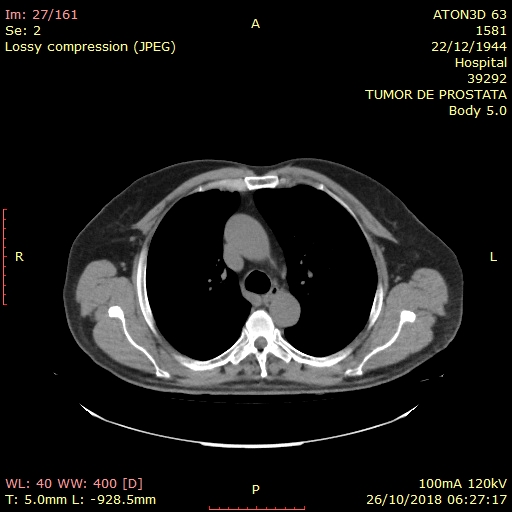 Im: 27/161
Se: 2
Lossy compression (JPEG)
A
ATON3D 63
1581
22/12/1944
Hospital
39292
TUMOR DE PROSTATA
Body 5.0
R
L
WL: 40 WW: 400 [D]
T: 5.0mm L: -928.5mm
P
100mA 120kV
26/10/2018 06:27:17